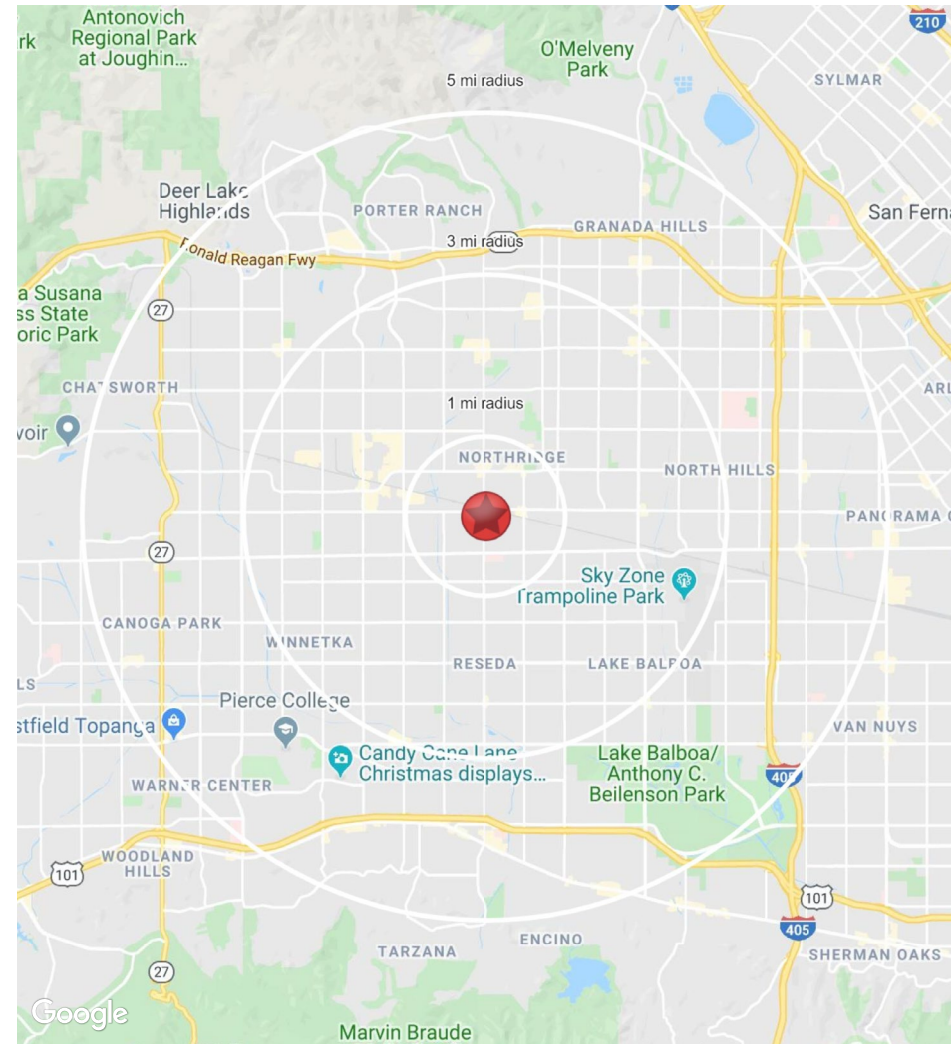 Antonovich
Regional Park
at Joughin...
rk
O'Melveny
Park
210
SYLMAR
5 mi radius
Deer Lake
Highlands
PORTER RANCH
GRANADA HILLS
San Fern
3 mi radius
Ronald Reagan Fwy
a Susana
ss State
oric Park
27
CHATSWORTH
ARL
1 mi radius
voir
NORTHRIDGE
NORTH HILLS
PANORAMA C
27
Sky Zone
Trampoline Park
CANOGA PARK
WINNETKA
RESEDA
LAKE BALBOA
LS
Pierce College
stfield Topanga
VAN NUYS
Candy Cane Lane
Christmas displays...
Lake Balboa/
Anthony C.
Beilenson Park
405
WARNER CENTER
WOODLAND
HILLS
101
101
405
TARZANA
ENCINO
SHERMAN OAKS
27
Google
Marvin Braude